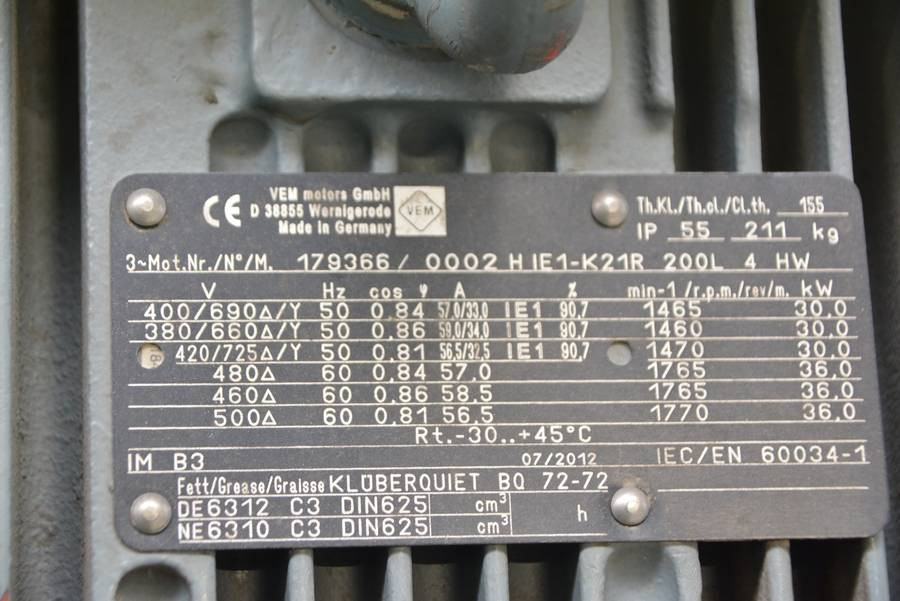 CE VEM motors GmbH
D 38855 Wernigerode
Made in Germany
VEM
Th.Kl./Th.cl./Cl.th. 155
IP 55 211 kg
3~Mot.Nr./N°/M. 179366 / 0002 H IE1-K21R 200L 4 HW
V Hz cos φ A % min-1/r.p.m./rev/m. kW
400/690Δ/Y 50 0,84 57,0/33,0 IE1 90,7 1465 30,0
380/660Δ/Y 50 0,86 59,0/34,0 IE1 90,7 1460 30,0
420/725Δ/Y 50 0,81 56,5/32,5 IE1 90,7 1470 30,0
480Δ 60 0,84 57,0 1765 36,0
460Δ 60 0,86 58,5 1765 36,0
500Δ 60 0,81 56,5 1770 36,0
Rt.-30..+45°C
IM B3 07/2012 IEC/EN 60034-1
Fett/Grease/Graisse KLÜBERQUIET BQ 72-72
DE 6312 C3 DIN625 cm³ h
NE 6310 C3 DIN625 cm³